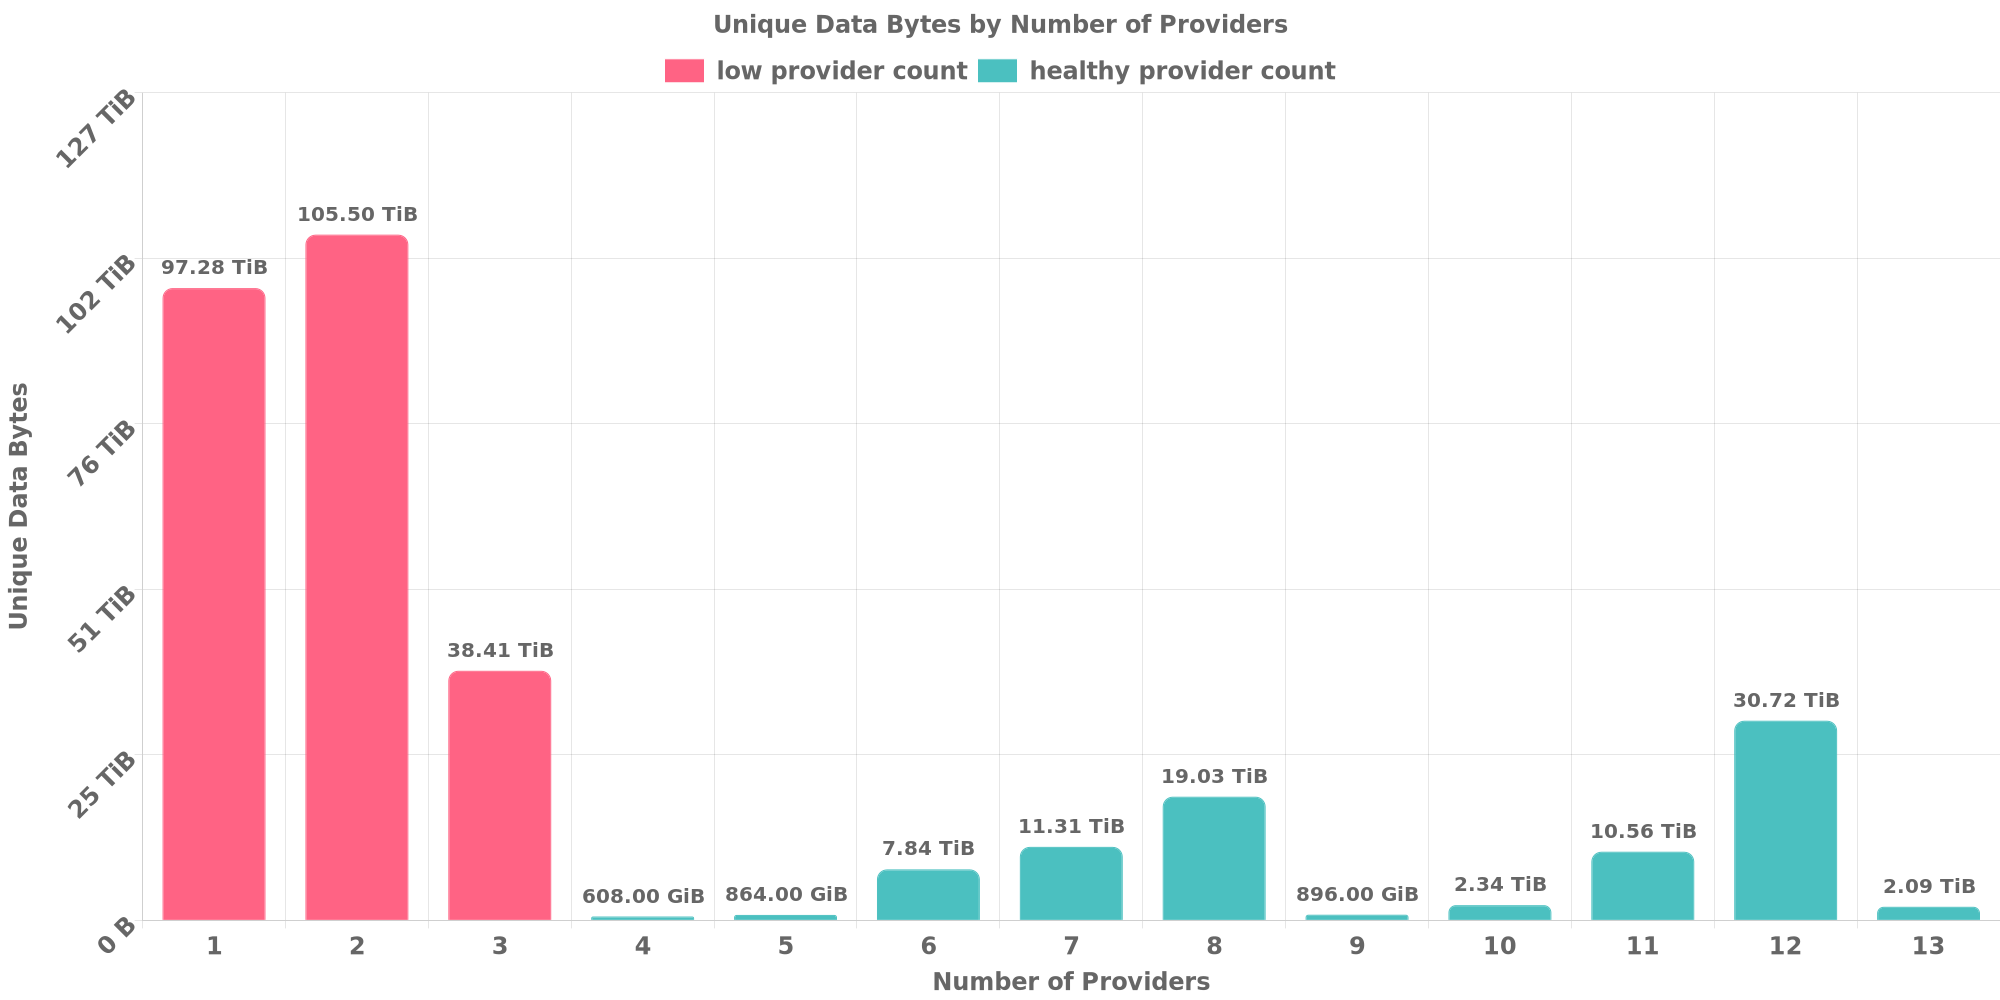 Unique Data Bytes by Number of Providers
low provider count healthy provider count
127 TiB
102 TiB
76 TiB
51 TiB
25 TiB
0 B
Unique Data Bytes
97.28 TiB
105.50 TiB
38.41 TiB
608.00 GiB
864.00 GiB
7.84 TiB
11.31 TiB
19.03 TiB
896.00 GiB
2.34 TiB
10.56 TiB
30.72 TiB
2.09 TiB
1 2 3 4 5 6 7 8 9 10 11 12 13
Number of Providers